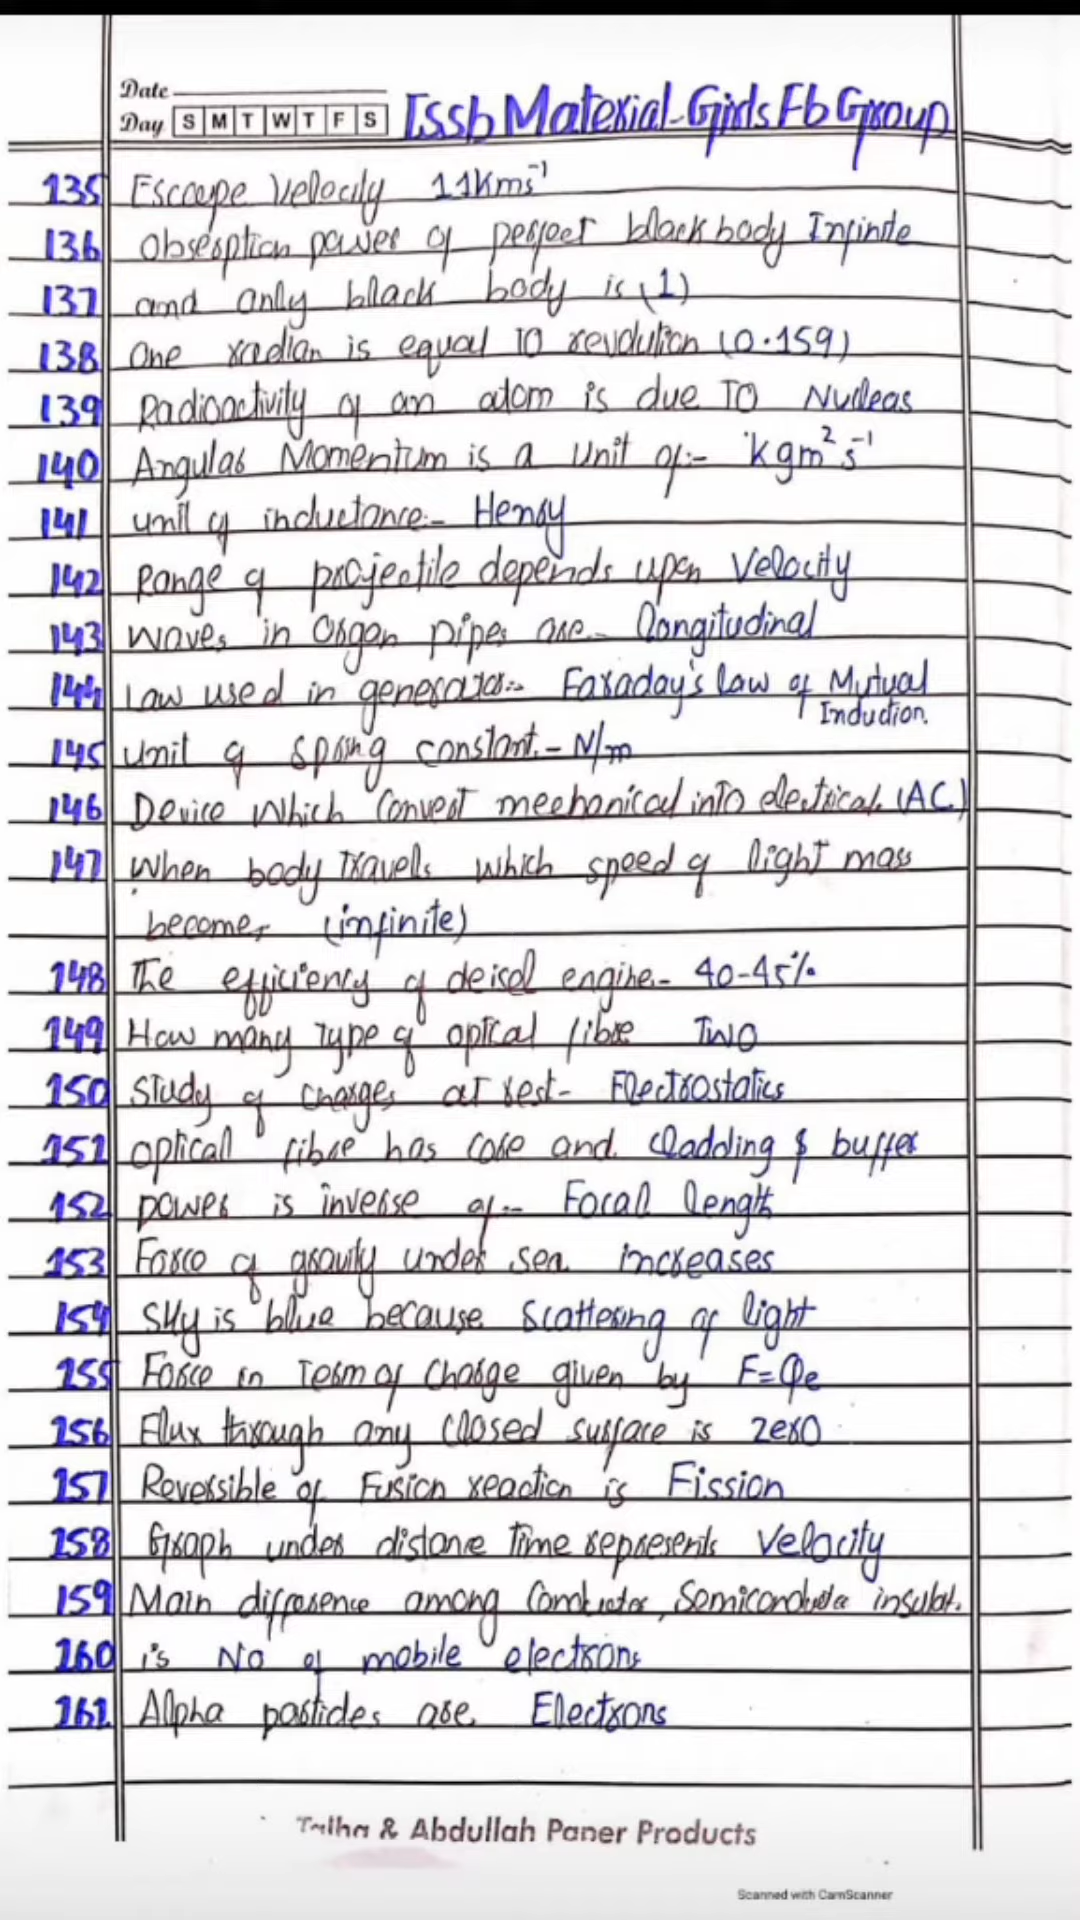 Date
Day S M T W T F S Issb Material-Girls Fb Group
135 Escape Velocity 11Kms⁻¹
136 Obserption power of perfect black body Infinite
137 and only black body is (1)
138 One radian is equal to revolution (0.159)
139 Radioactivity of an atom is due To Nucleas
140 Angular Momentum is a unit of:- kgm²s⁻¹
141 unit of inductance:- Henry
142 Range of projectile depends upon Velocity
143 Waves in Organ pipes are:- Longitudinal
144 Law used in generator:- Faraday's law of Mutual
Induction.
145 Unit of spring constant:- N/m
146 Device Which Convert mechanical into electrical. (AC)
147 When body Travells which speed of light mass
becomes (infinite)
148 The efficiency of deisel engine:- 40-45%
149 How many Type of optical fibre Two
150 Study of charges at rest- Electrostatics
151 optical fibre has core and. Cladding & buffer
152 power is inverse of:- Focal length
153 Force of gravity under sea. increases
154 Sky is blue because Scattering of light
155 Force in Term of Charge given by F=Qe
156 Flux through any Closed surface is zero
157 Reversible of Fusion reaction is Fission
158 Graph under distane Time represents Velocity
159 Main difference among Conductor, Semiconductor insulat.
160 is No of mobile electrons
161. Alpha particles are. Electrons
Talha & Abdullah Paper Products
Scanned with CamScanner